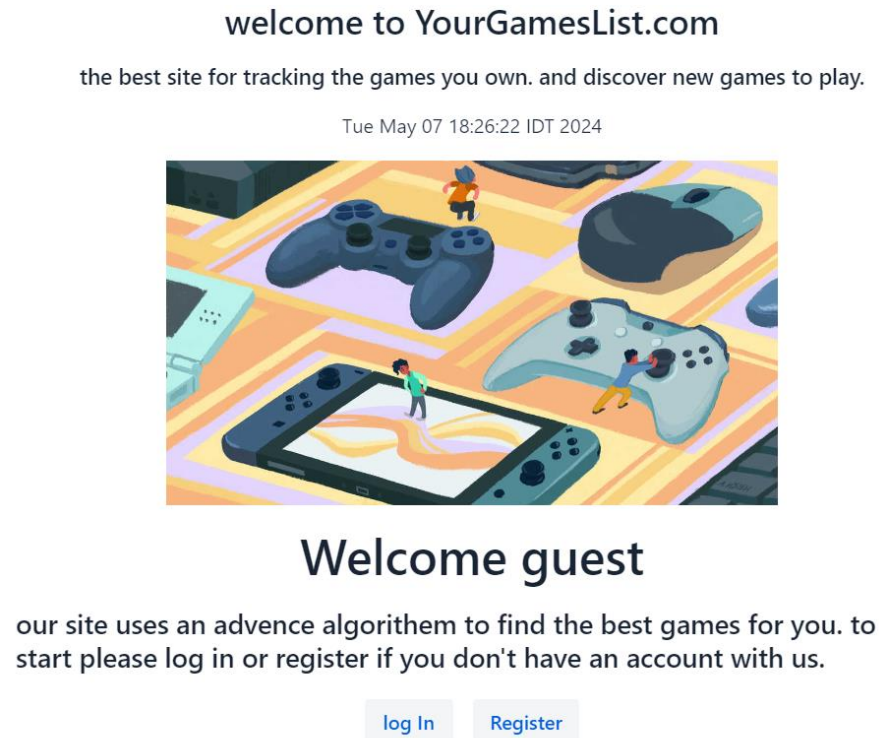 welcome to YourGamesList.com
the best site for tracking the games you own. and discover new games to play.
Tue May 07 18:26:22 IDT 2024
Welcome guest
our site uses an advence algorithem to find the best games for you. to
start please log in or register if you don't have an account with us.
log In
Register